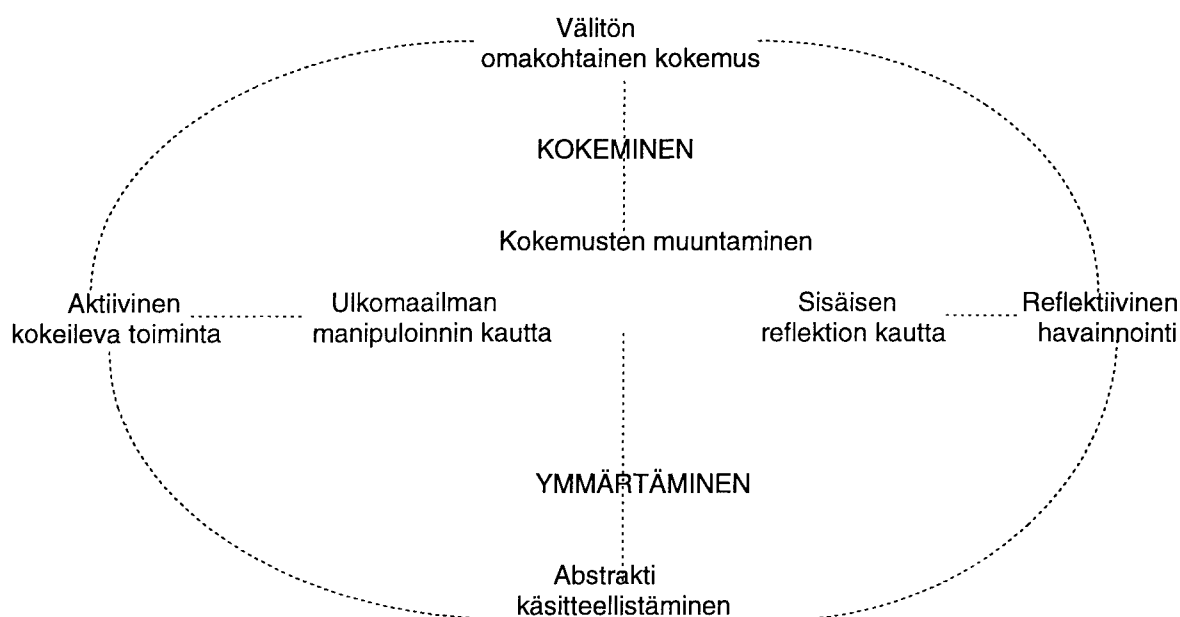 Välitön
omakohtainen kokemus
KOKEMINEN
Kokemusten muuntaminen
Aktiivinen
kokeileva toiminta
Ulkomaailman
manipuloinnin kautta
Sisäisen
reflektion kautta
Reflektiivinen
havainnointi
YMMÄRTÄMINEN
Abstrakti
käsitteellistäminen